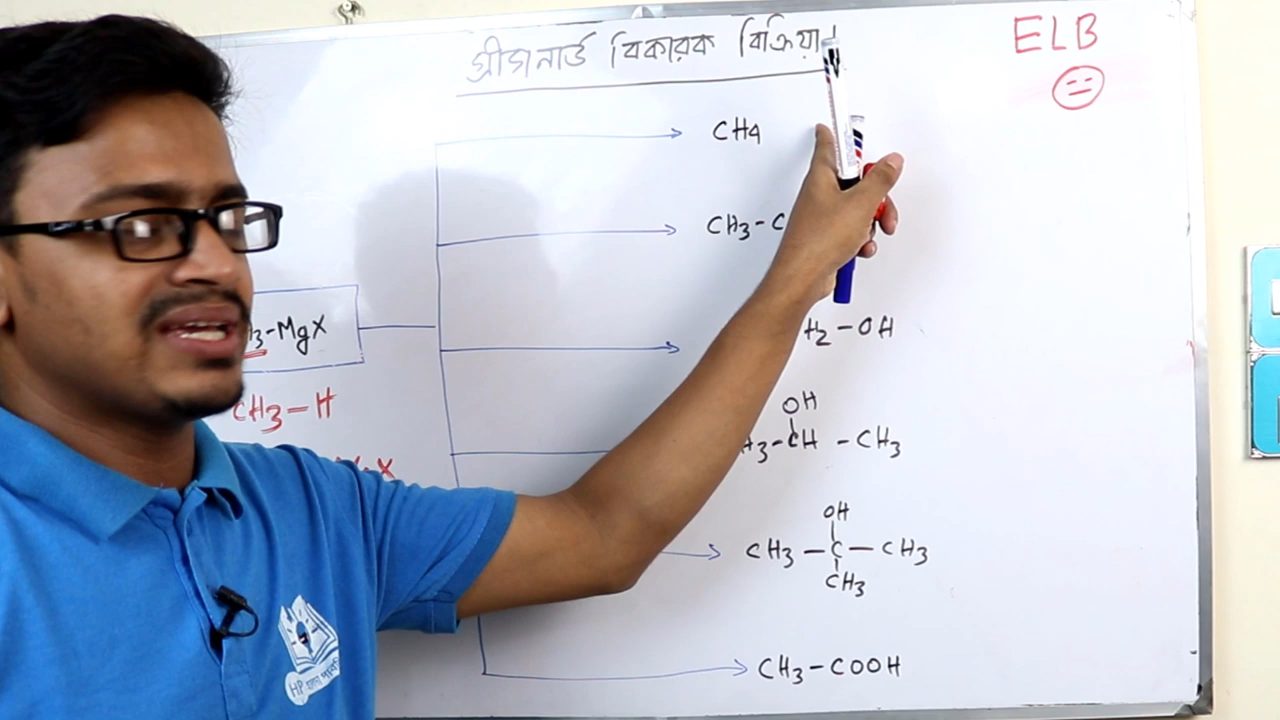 গ্রীগনার্ড বিকারক বিক্রিয়া।
ELB
CH4
CH3-C
3-MgX
H2-OH
CH3-H
OH
H3-CH-CH3
X
OH
CH3-C-CH3
CH3
CH3-COOH
HP